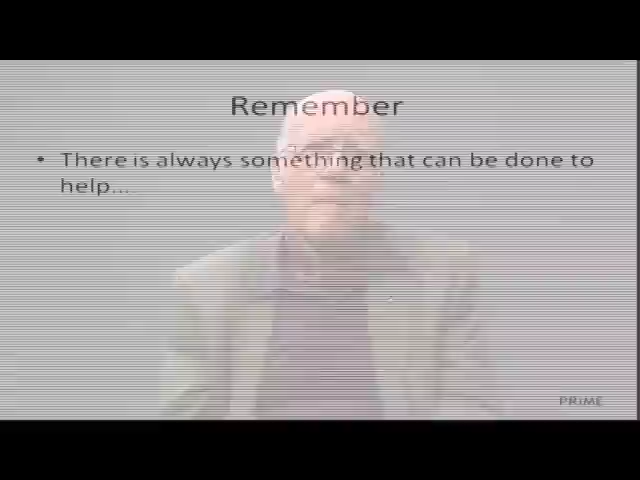 Remember
• There is always something that can be done to
help....
PRIME